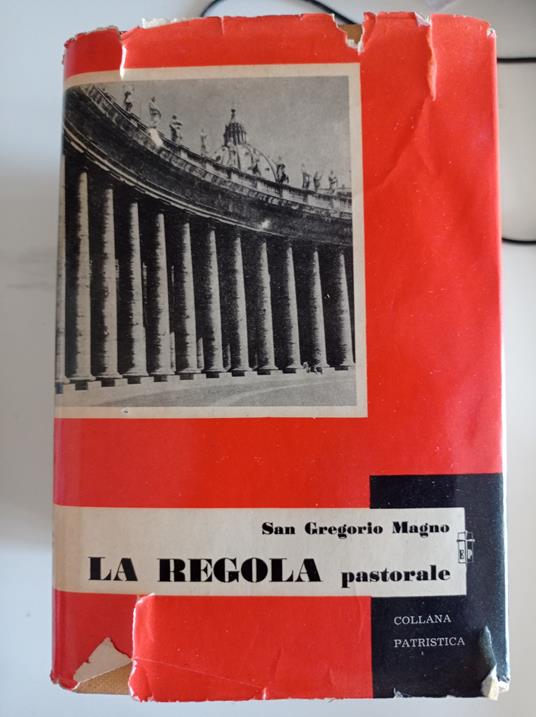 San Gregorio Magno
LA REGOLA pastorale
COLLANA
PATRISTICA